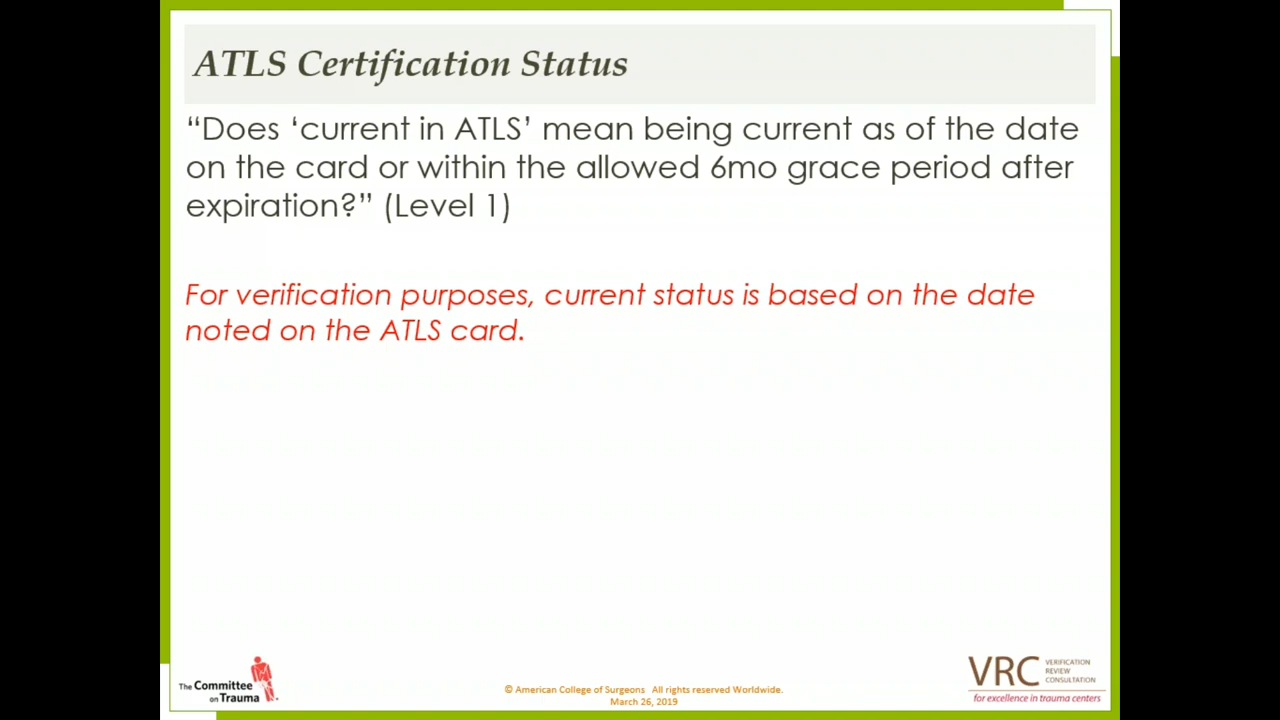 ATLS Certification Status
“Does ‘current in ATLS’ mean being current as of the date
on the card or within the allowed 6mo grace period after
expiration?” (Level 1)
For verification purposes, current status is based on the date
noted on the ATLS card.
The Committee
on Trauma
© American College of Surgeons All rights reserved Worldwide.
March 26, 2019
VRC
VERIFICATION
REVIEW
CONSULTATION
for excellence in trauma centers